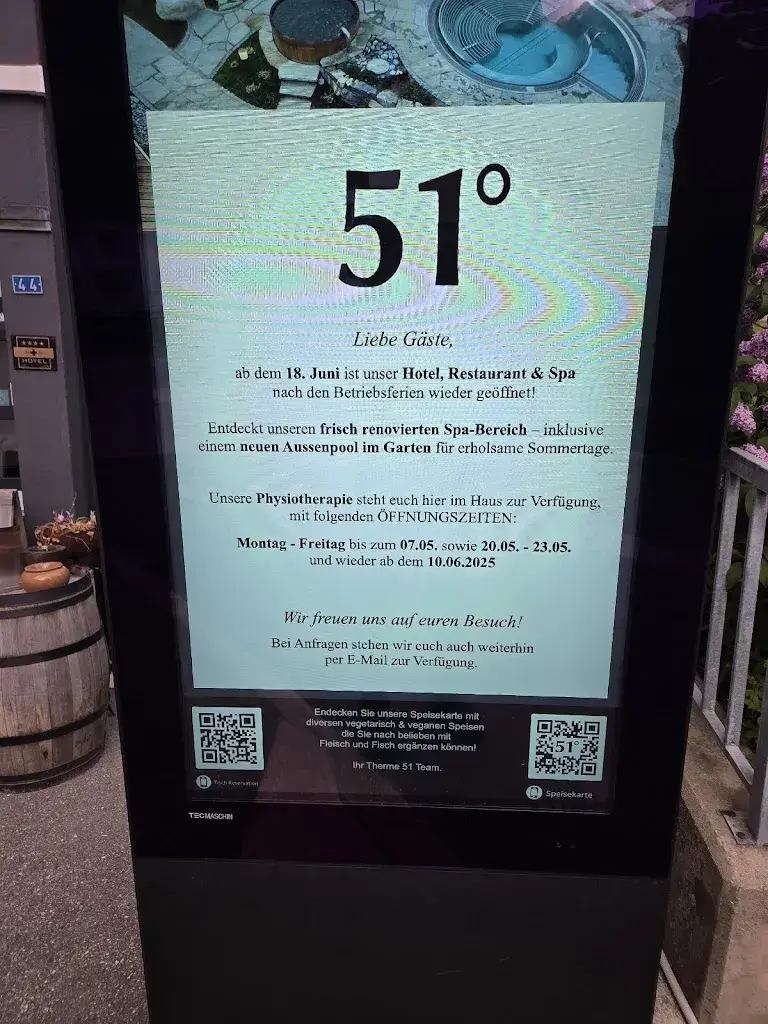 51°
Liebe Gäste,
ab dem 18. Juni ist unser Hotel, Restaurant & Spa
nach den Betriebsferien wieder geöffnet!
Entdeckt unseren frisch renovierten Spa-Bereich – inklusive
einem neuen Aussenpool im Garten für erholsame Sommertage.
Unsere Physiotherapie steht euch hier im Haus zur Verfügung,
mit folgenden ÖFFNUNGSZEITEN:
Montag - Freitag bis zum 07.05. sowie 20.05. - 23.05.
und wieder ab dem 10.06.2025
Wir freuen uns auf euren Besuch!
Bei Anfragen stehen wir euch auch weiterhin
per E-Mail zur Verfügung.
Endecken Sie unsere Speisekarte mit
diversen vegetarisch & veganen Speisen
die Sie nach belieben mit
Fleisch und Fisch ergänzen können!
Ihr Therme 51 Team.
Tisch Reservation
51°
Speisekarte
TECMASCHIN
44
HOTEL